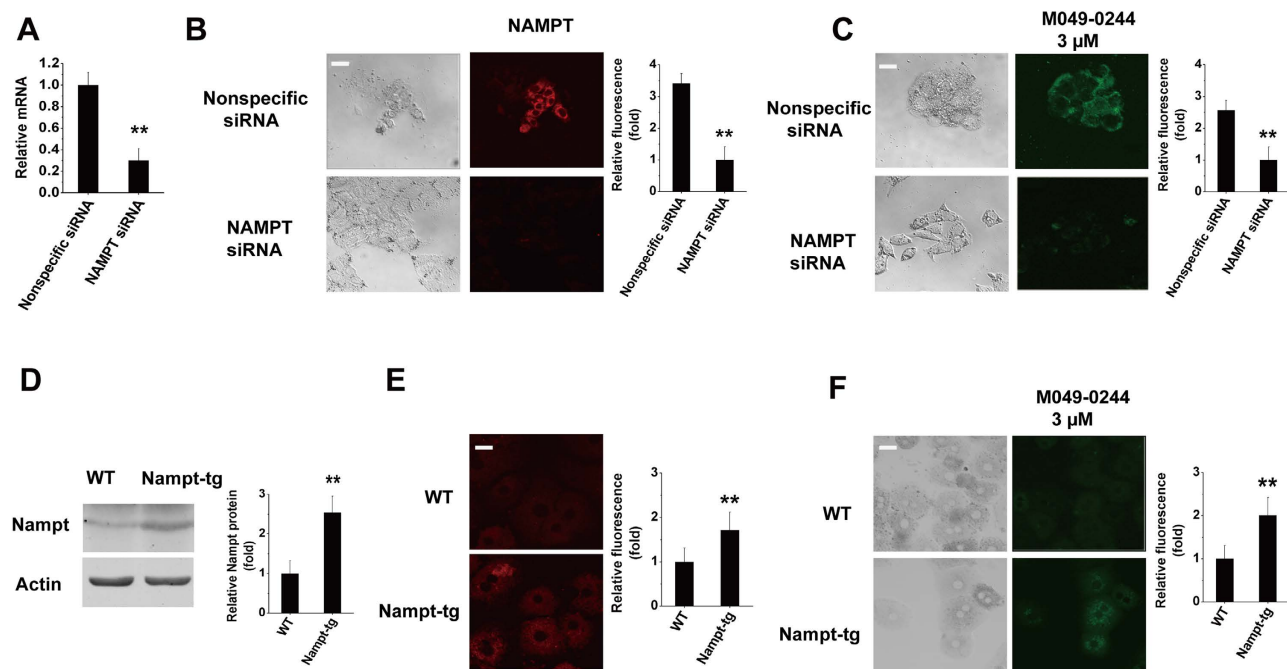 A
Relative mRNA
1.2
1.0
0.8
0.6
0.4
0.2
0.0
**
Nonspecific siRNA
NAMPT siRNA
B
NAMPT
Nonspecific
siRNA
NAMPT
siRNA
Relative fluorescence
(fold)
4
3
2
1
0
**
Nonspecific siRNA
NAMPT siRNA
C
M049-0244
3 µM
Nonspecific
siRNA
NAMPT
siRNA
Relative fluorescence
(fold)
4
3
2
1
0
**
Nonspecific siRNA
NAMPT siRNA
D
WT Nampt-tg
Nampt
Actin
Relative Nampt protein
(fold)
3
2
1
0
**
WT
Nampt-tg
E
WT
Nampt-tg
Relative fluorescence
(fold)
3
2
1
0
**
WT
Nampt-tg
F
M049-0244
3 µM
WT
Nampt-tg
Relative fluorescence
(fold)
3
2
1
0
**
WT
Nampt-tg